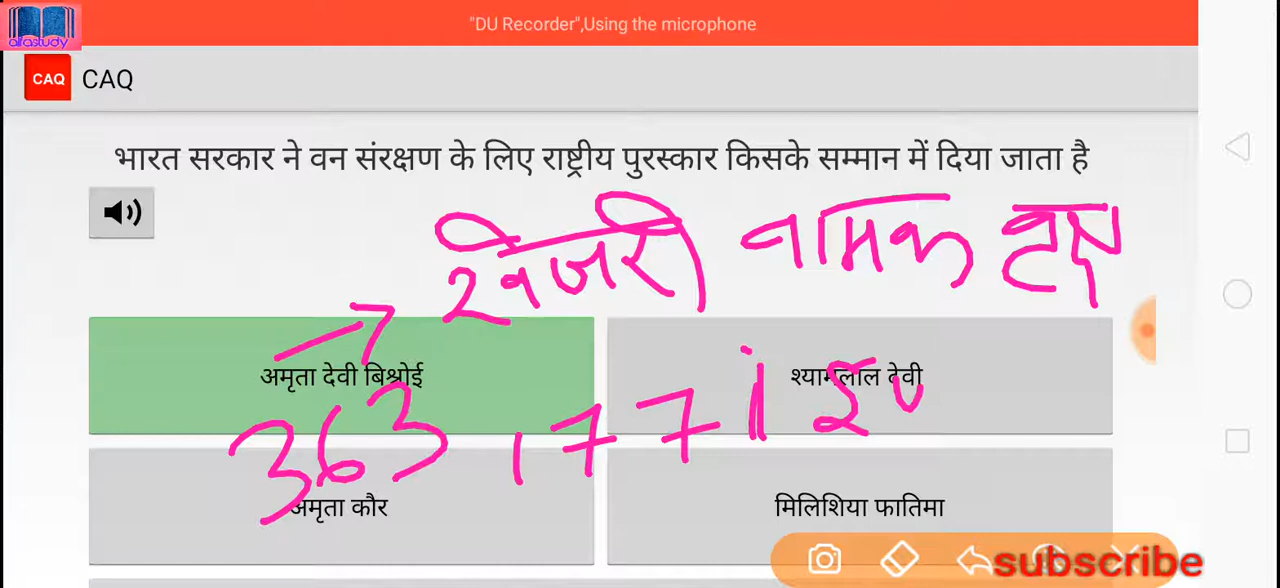 "DU Recorder",Using the microphone
alfastudy
CAQ CAQ
भारत सरकार ने वन संरक्षण के लिए राष्ट्रीय पुरस्कार किसके सम्मान में दिया जाता है
खेजरी नामक वृक्ष
अमृता देवी बिश्नोई
श्यामलाल देवी
363
अमृता कौर
मिलिशिया फातिमा
subscribe